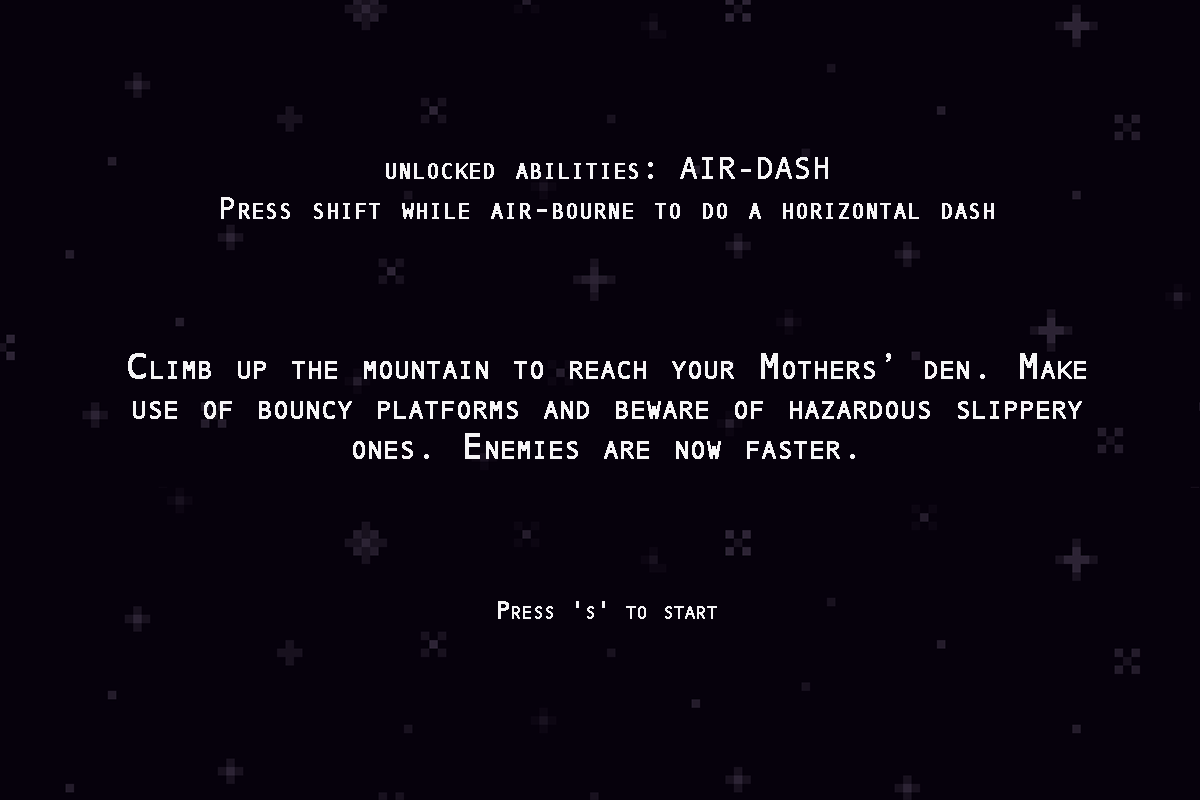 unlocked abilities: AIR-DASH
Press shift while air-bourne to do a horizontal dash
Climb up the mountain to reach your Mothers’ den. Make
use of bouncy platforms and beware of hazardous slippery
ones. Enemies are now faster.
Press 's' to start